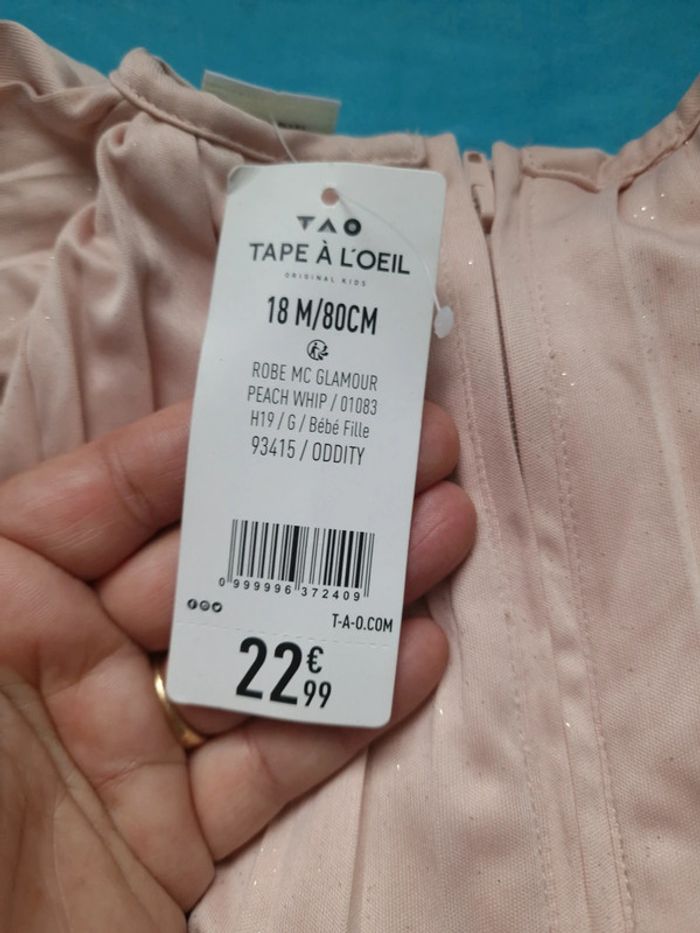 TAO
TAPE À L'OEIL
ORIGINAL KIDS
18 M/80CM
ROBE MC GLAMOUR
PEACH WHIP / 01083
H19 / G / Bébé Fille
93415 / ODDITY
0 999996 372409
T-A-O.COM
22€99